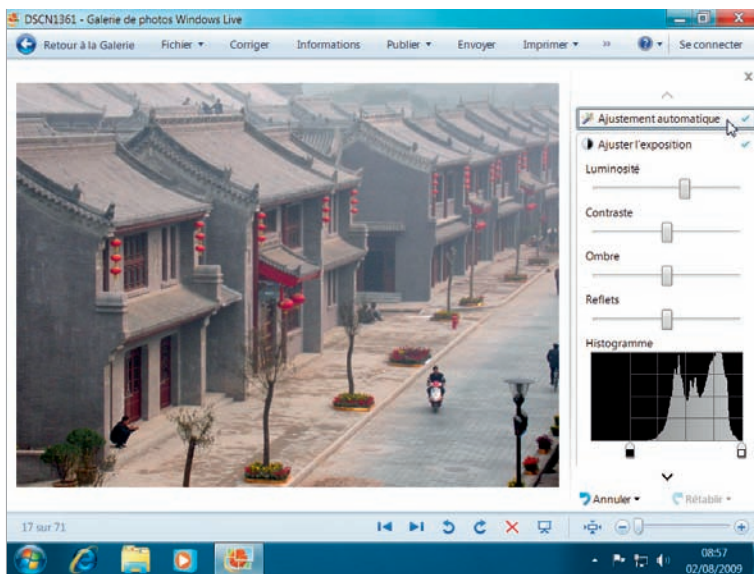 DSCN1361 - Galerie de photos Windows Live
Retour à la Galerie Fichier Corriger Informations Publier Envoyer Imprimer » Se connecter
Ajustement automatique
Ajuster l'exposition
Luminosité
Contraste
Ombre
Reflets
Histogramme
Annuler Rétablir
17 sur 71
08:57
02/08/2009